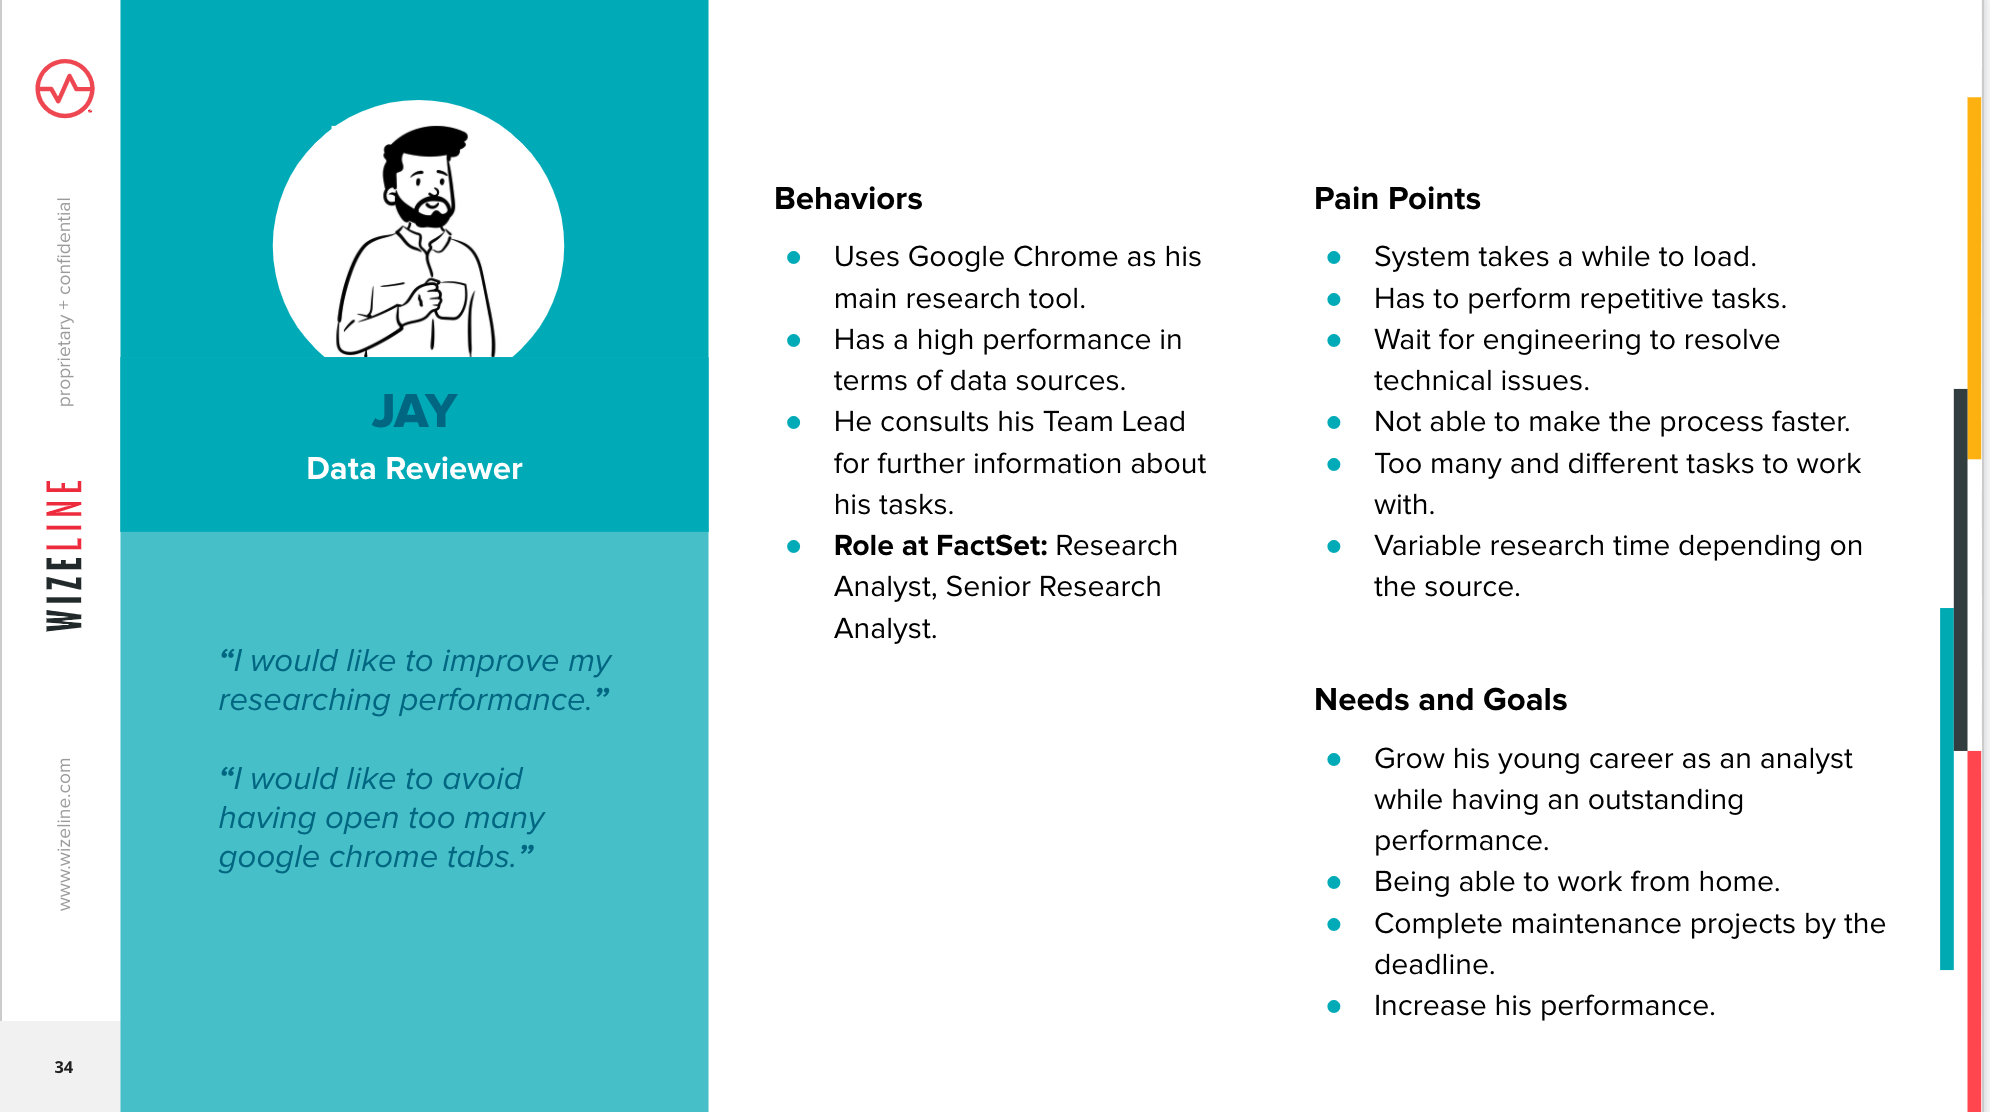 proprietary + confidential
WIZELINE
www.wizeline.com
34
JAY
Data Reviewer
“I would like to improve my
researching performance.”
“I would like to avoid
having open too many
google chrome tabs.”
Behaviors
● Uses Google Chrome as his
main research tool.
● Has a high performance in
terms of data sources.
● He consults his Team Lead
for further information about
his tasks.
● Role at FactSet: Research
Analyst, Senior Research
Analyst.
Pain Points
● System takes a while to load.
● Has to perform repetitive tasks.
● Wait for engineering to resolve
technical issues.
● Not able to make the process faster.
● Too many and different tasks to work
with.
● Variable research time depending on
the source.
Needs and Goals
● Grow his young career as an analyst
while having an outstanding
performance.
● Being able to work from home.
● Complete maintenance projects by the
deadline.
● Increase his performance.